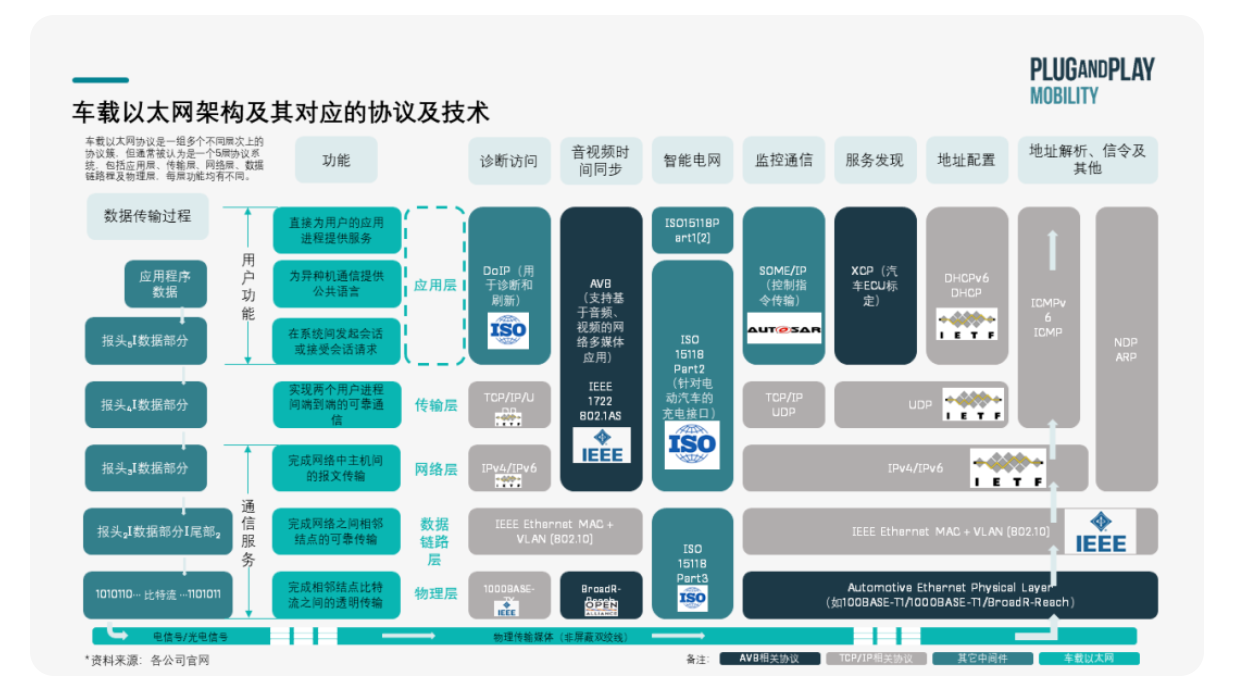 PLUGANDPLAY
MOBILITY
车载以太网架构及其对应的协议及技术
车载以太网协议是一组多个不同层次上的
协议簇,但通常被认为是一个5层协议系
统,包括应用层、传输层、网络层、数据
链路层及物理层,每层功能均有不同。
功能
诊断访问
音视频时
间同步
智能电网
监控通信
服务发现
地址配置
地址解析、信令及
其他
数据传输过程
应用程序
数据
报头5I数据部分
报头4I数据部分
报头3I数据部分
报头2I数据部分I尾部2
1010110… 比特流 …1101011
用
户
功
能
通
信
服
务
直接为用户的应用
进程提供服务
为异种机通信提供
公共语言
在系统间发起会话
或接受会话请求
实现两个用户进程
间端到端的可靠通
信
完成网络中主机间
的报文传输
完成网络之间相邻
结点的可靠传输
完成相邻结点比特
流之间的透明传输
应用层
传输层
网络层
数据
链路
层
物理层
DoIP(用
于诊断和
刷新)
ISO
TCP/IP/U
IETF
IPv4/IPv6
IETF
IEEE Ethernet MAC +
VLAN (802.1Q)
1000BASE-
IEEE
AVB
(支持基
于音频、
视频的网
络多媒体
应用)
IEEE
1722
802.1AS
IEEE
BroadR-
OPEN
ALLIANCE
ISO15118P
art1(2)
ISO
15118
Part2
(针对电
动汽车的
充电接口)
ISO
ISO
15118
Part3
ISO
SOME/IP
(控制指
令传输)
AUTOSAR
TCP/IP
UDP
XCP(汽
车ECU标
定)
DHCPv6
DHCP
IETF
UDP
IETF
ICMPv
6
ICMP
NDP
ARP
IPv4/IPv6
IETF
IEEE Ethernet MAC + VLAN (802.1Q)
IEEE
Automotive Ethernet Physical Layer
(如100BASE-T1/1000BASE-T1/BroadR-Reach)
电信号/光电信号
物理传输媒体(非屏蔽双绞线)
*资料来源:各公司官网
备注:
AVB相关协议
TCP/IP相关协议
其它中间件
车载以太网